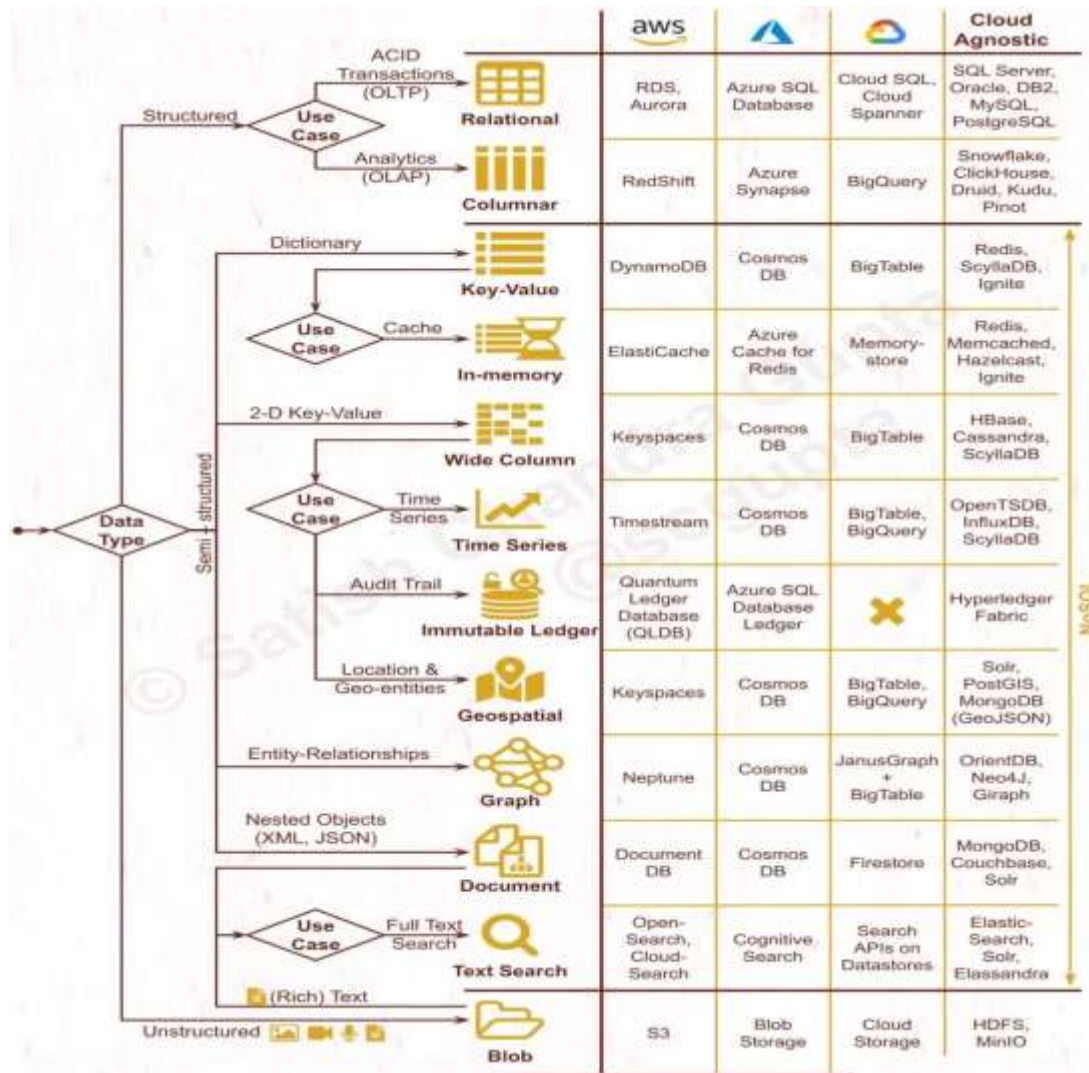 aws
Cloud
Agnostic
ACID
Transactions
(OLTP)
Structured
Use
Case
Relational
RDS,
Aurora
Azure SQL
Database
Cloud SQL,
Cloud
Spanner
SQL Server,
Oracle, DB2,
MySQL,
PostgreSQL
Analytics
(OLAP)
Columnar
RedShift
Azure
Synapse
BigQuery
Snowflake,
ClickHouse,
Druid, Kudu,
Pinot
Dictionary
Key-Value
DynamoDB
Cosmos
DB
BigTable
Redis,
ScyllaDB,
Ignite
Use
Case
Cache
In-memory
ElastiCache
Azure
Cache for
Redis
Memory-
store
Redis,
Memcached,
Hazelcast,
Ignite
2-D Key-Value
Wide Column
Keyspaces
Cosmos
DB
BigTable
HBase,
Cassandra,
ScyllaDB
Data
Type
Semi - structured
Use
Case
Time
Series
Time Series
Timestream
Cosmos
DB
BigTable,
BigQuery
OpenTSDB,
InfluxDB,
ScyllaDB
Audit Trail
Immutable Ledger
Quantum
Ledger
Database
(QLDB)
Azure SQL
Database
Ledger
Hyperledger
Fabric
NoSQL
Location &
Geo-entities
Geospatial
Keyspaces
Cosmos
DB
BigTable,
BigQuery
Solr,
PostGIS,
MongoDB
(GeoJSON)
Entity-Relationships
Graph
Neptune
Cosmos
DB
JanusGraph
+
BigTable
OrientDB,
Neo4J,
Giraph
Nested Objects
(XML, JSON)
Document
Document
DB
Cosmos
DB
Firestore
MongoDB,
Couchbase,
Solr
Use
Case
Full Text
Search
Text Search
Open-
Search,
Cloud-
Search
Cognitive
Search
Search
APIs on
Datastores
Elastic-
Search,
Solr,
Elassandra
(Rich) Text
Unstructured
Blob
S3
Blob
Storage
Cloud
Storage
HDFS,
MinIO
© Satish Chandra Gupta
©scgupta